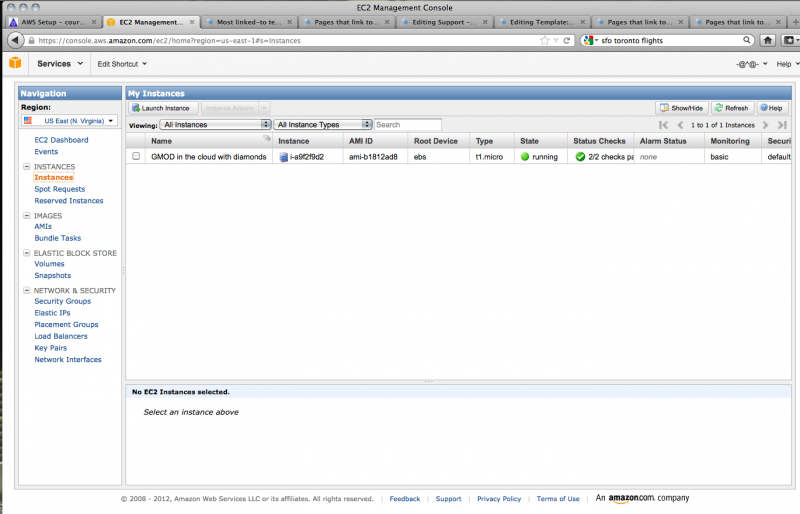 EC2 Management Console
AWS Setup – cour...
EC2 Management...
Most linked–to te...
Pages that link to...
Editing Support –...
Editing Template:...
Pages that link to...
Pages that link to...
https://console.aws.amazon.com/ec2/home?region=us-east-1#s=Instances
sfo toronto flights
Services
Edit Shortcut
-@^@-
Help
Navigation
Region:
US East (N. Virginia)
EC2 Dashboard
Events
INSTANCES
Instances
Spot Requests
Reserved Instances
IMAGES
AMIs
Bundle Tasks
ELASTIC BLOCK STORE
Volumes
Snapshots
NETWORK & SECURITY
Security Groups
Elastic IPs
Placement Groups
Load Balancers
Key Pairs
Network Interfaces
My Instances
Launch Instance
Instance Actions
Show/Hide
Refresh
Help
Viewing: All Instances All Instance Types Search
1 to 1 of 1 Instances
Name Instance AMI ID Root Device Type State Status Checks Alarm Status Monitoring Securi
GMOD in the cloud with diamonds i-a9f2f9d2 ami-b1812ad8 ebs t1.micro running 2/2 checks pa none basic default
No EC2 Instances selected.
Select an instance above
© 2008 - 2012, Amazon Web Services LLC or its affiliates. All rights reserved. | Feedback | Support | Privacy Policy | Terms of Use | An amazon.com. company